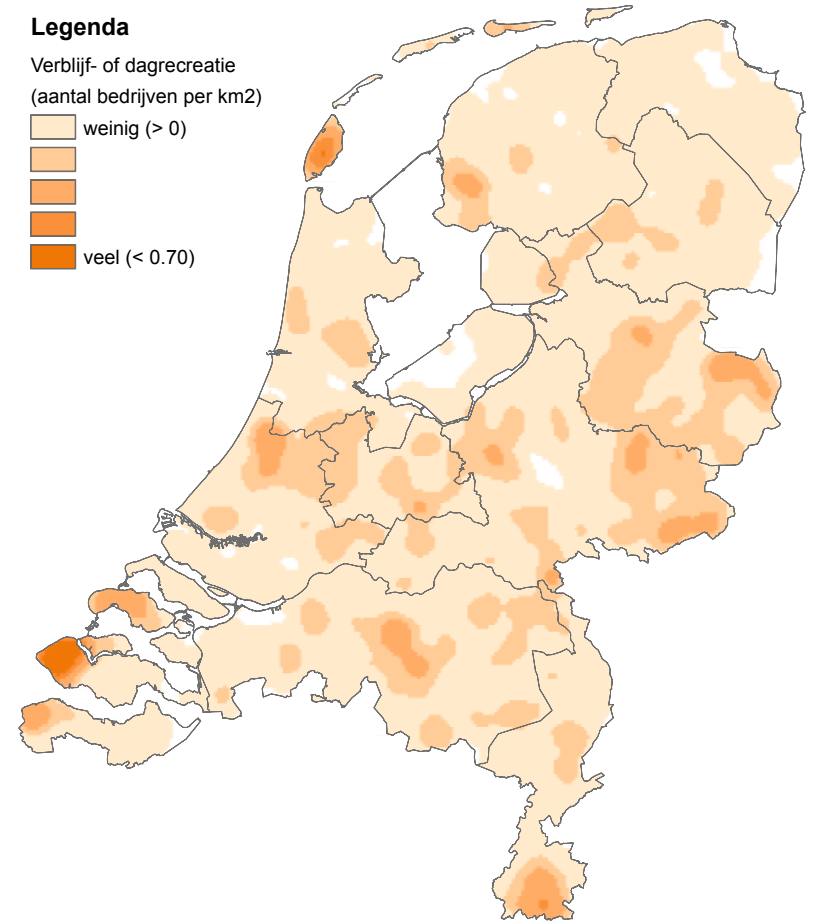 Legenda
Verblijf- of dagrecreatie
(aantal bedrijven per km2)
weinig (> 0)
veel (< 0.70)